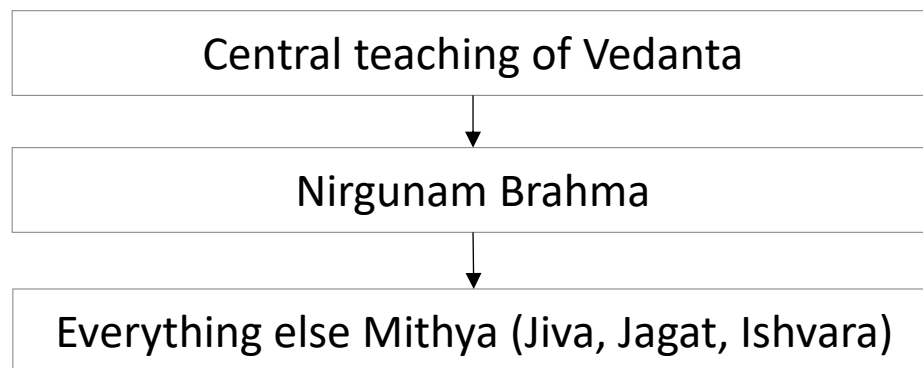 Central teaching of Vedanta
Nirgunam Brahma
Everything else Mithya (Jiva, Jagat, Ishvara)